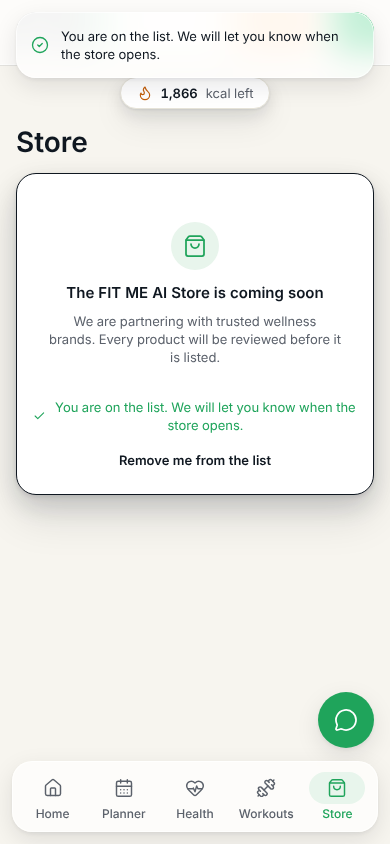 You are on the list. We will let you know when
the store opens.
1,866 kcal left
Store
The FIT ME AI Store is coming soon
We are partnering with trusted wellness
brands. Every product will be reviewed before it
is listed.
You are on the list. We will let you know when the
store opens.
Remove me from the list
Home Planner Health Workouts Store